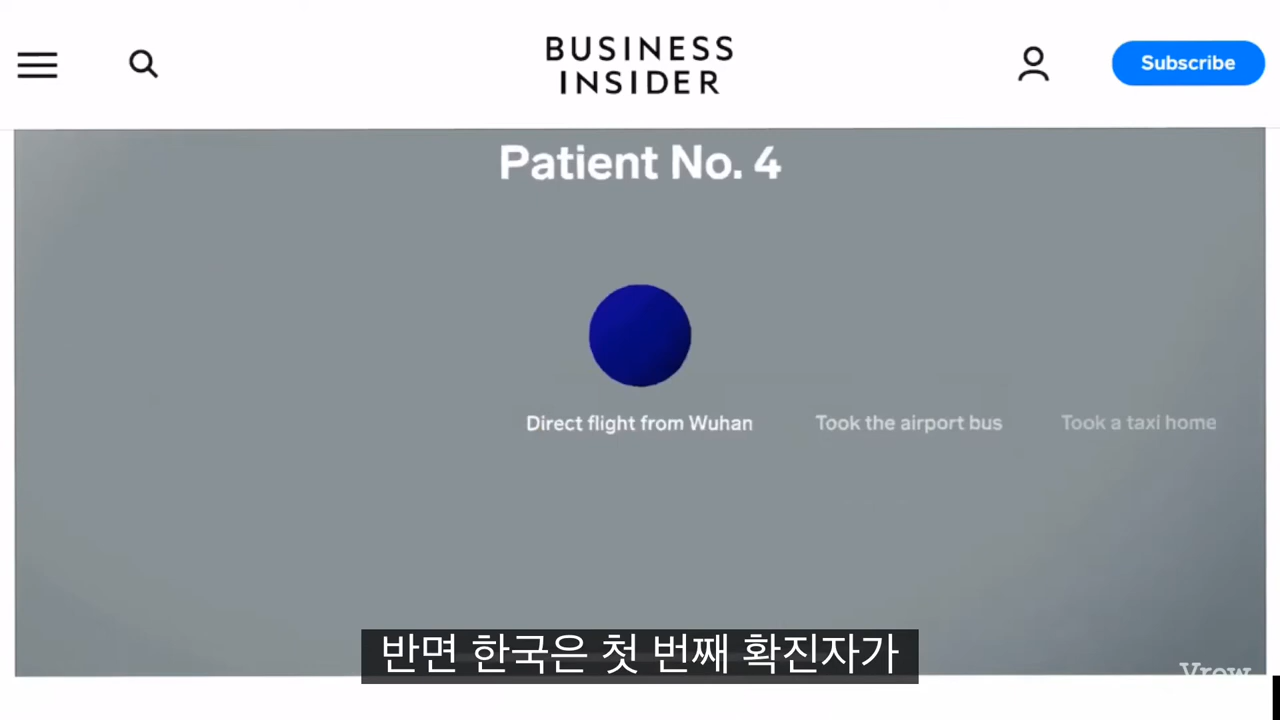 BUSINESS
INSIDER
Subscribe
Patient No. 4
Direct flight from Wuhan
Took the airport bus
Took a taxi home
반면 한국은 첫 번째 확진자가
Vrew